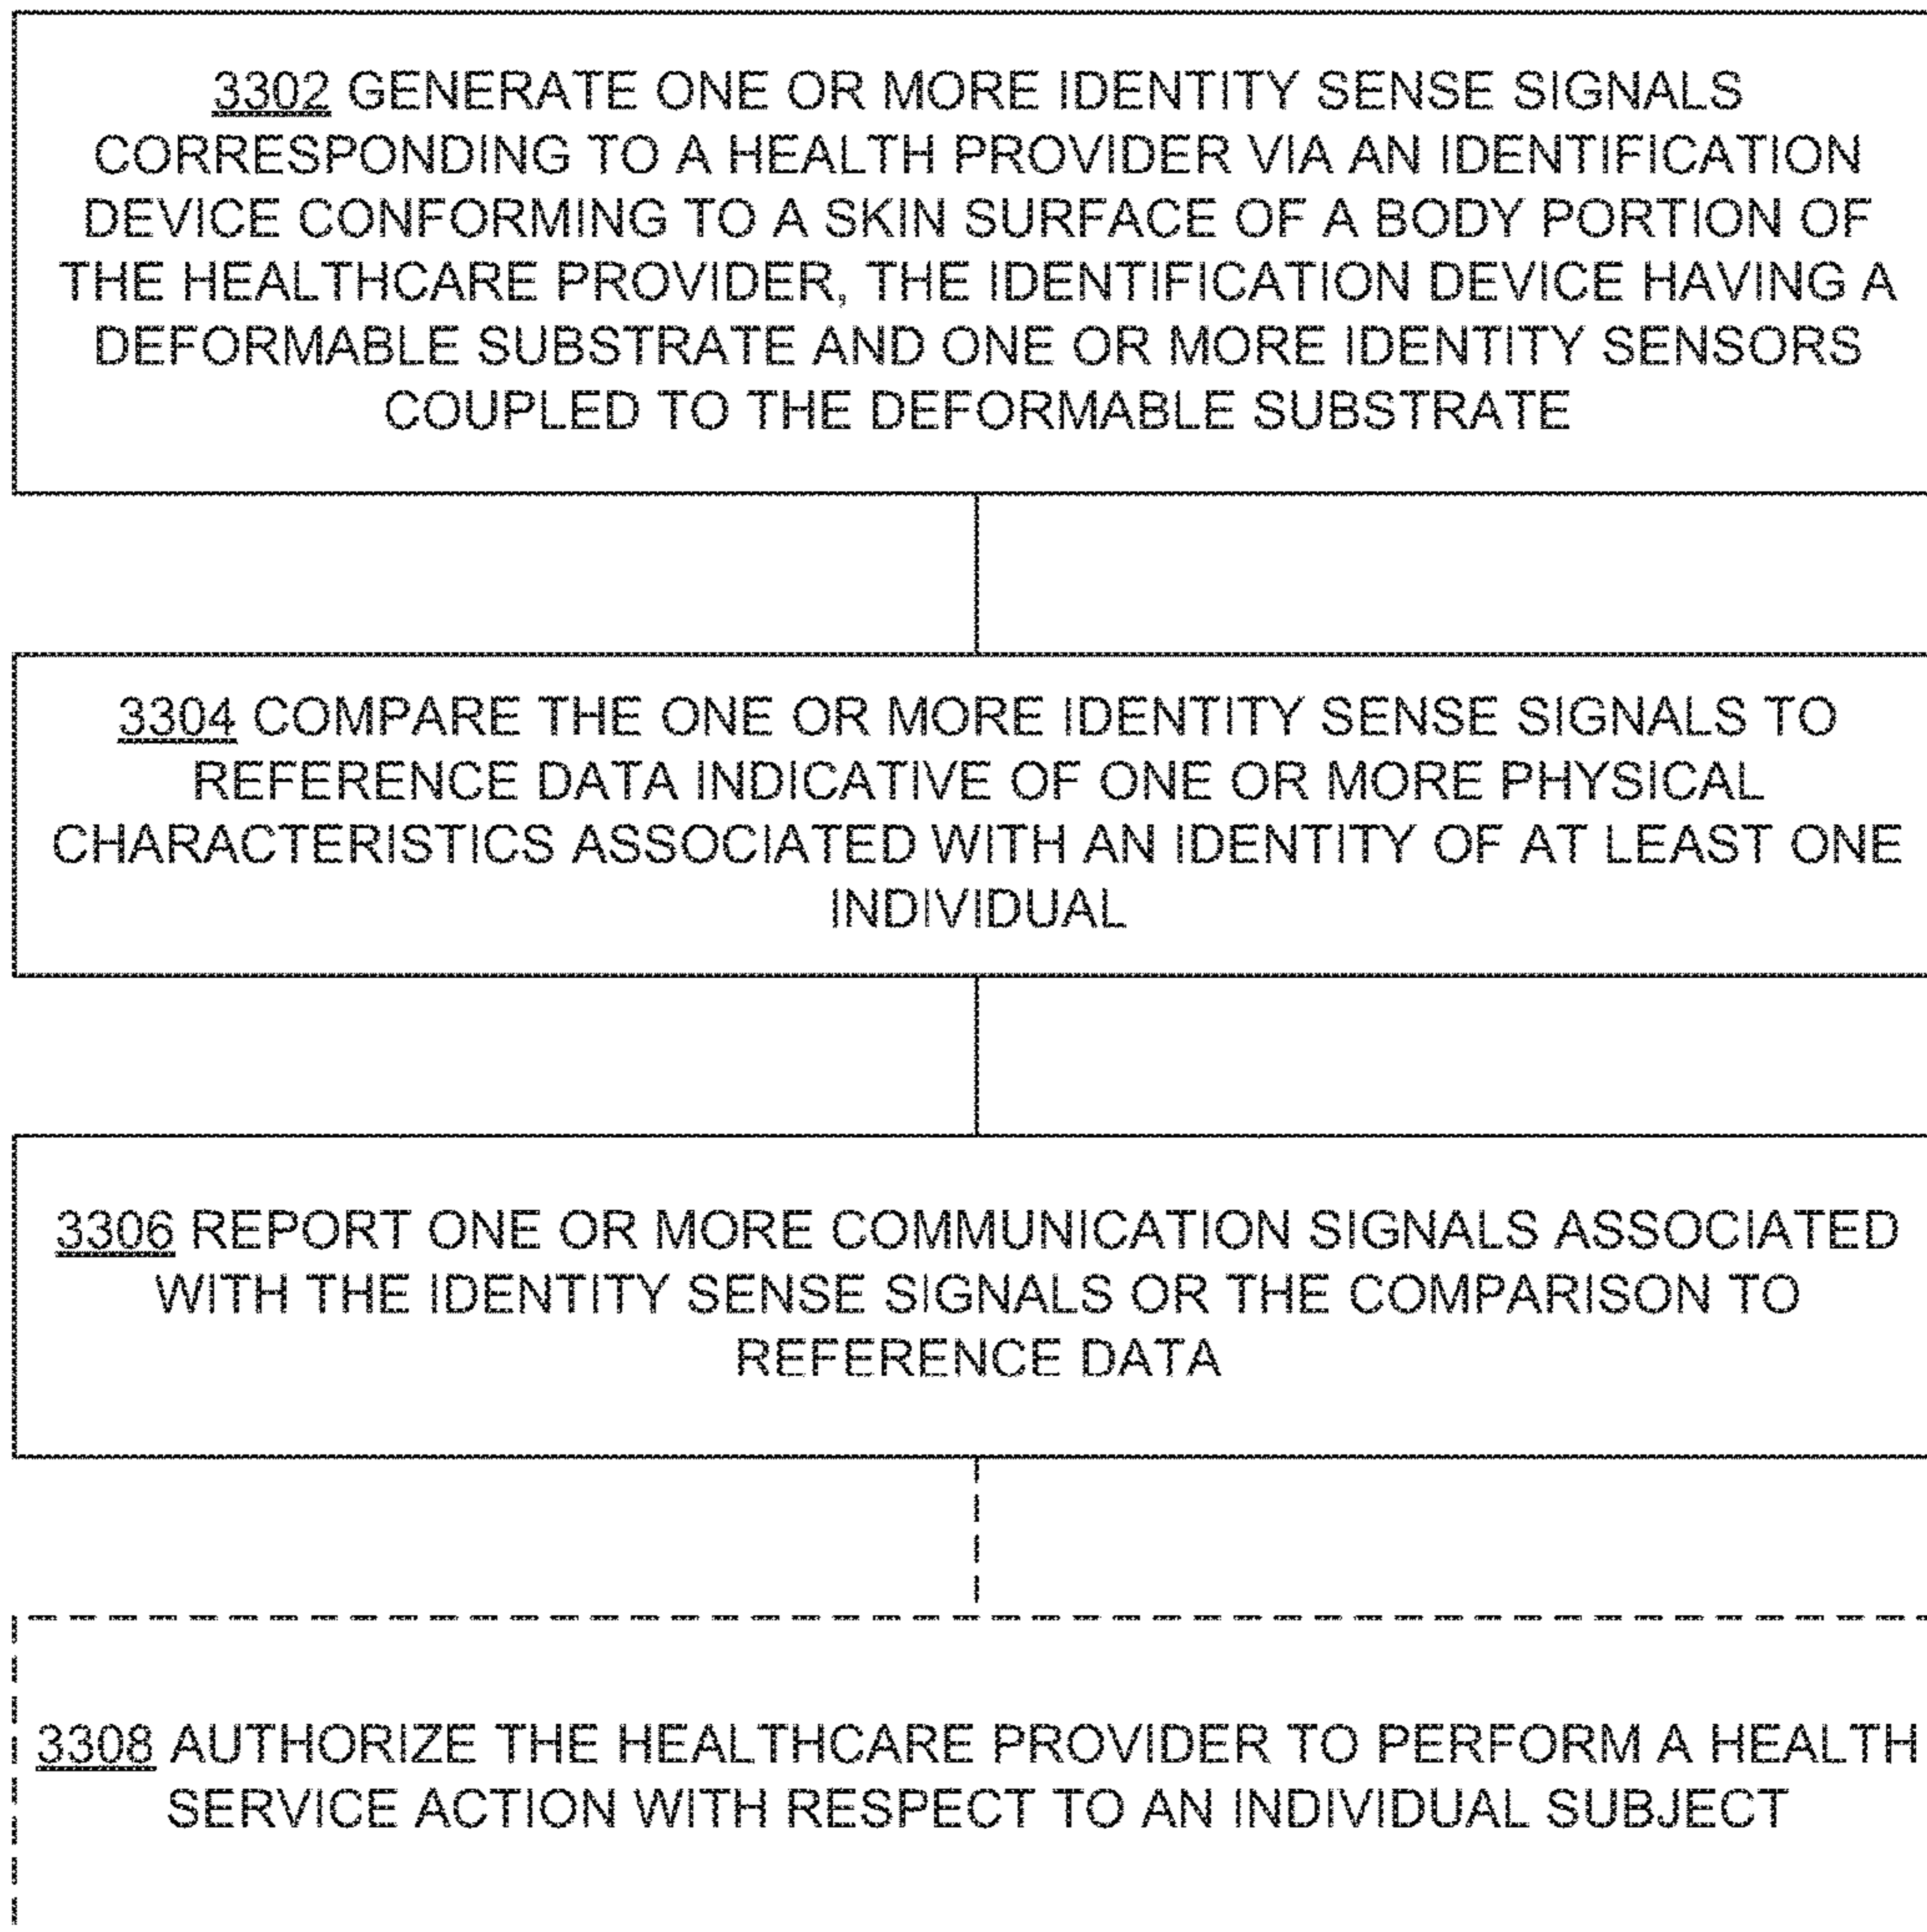 3302 GENERATE ONE OR MORE IDENTITY SENSE SIGNALS
CORRESPONDING TO A HEALTH PROVIDER VIA AN IDENTIFICATION
DEVICE CONFORMING TO A SKIN SURFACE OF A BODY PORTION OF
THE HEALTHCARE PROVIDER, THE IDENTIFICATION DEVICE HAVING A
DEFORMABLE SUBSTRATE AND ONE OR MORE IDENTITY SENSORS
COUPLED TO THE DEFORMABLE SUBSTRATE
3304 COMPARE THE ONE OR MORE IDENTITY SENSE SIGNALS TO
REFERENCE DATA INDICATIVE OF ONE OR MORE PHYSICAL
CHARACTERISTICS ASSOCIATED WITH AN IDENTITY OF AT LEAST ONE
INDIVIDUAL
3306 REPORT ONE OR MORE COMMUNICATION SIGNALS ASSOCIATED
WITH THE IDENTITY SENSE SIGNALS OR THE COMPARISON TO
REFERENCE DATA
3308 AUTHORIZE THE HEALTHCARE PROVIDER TO PERFORM A HEALTH
SERVICE ACTION WITH RESPECT TO AN INDIVIDUAL SUBJECT